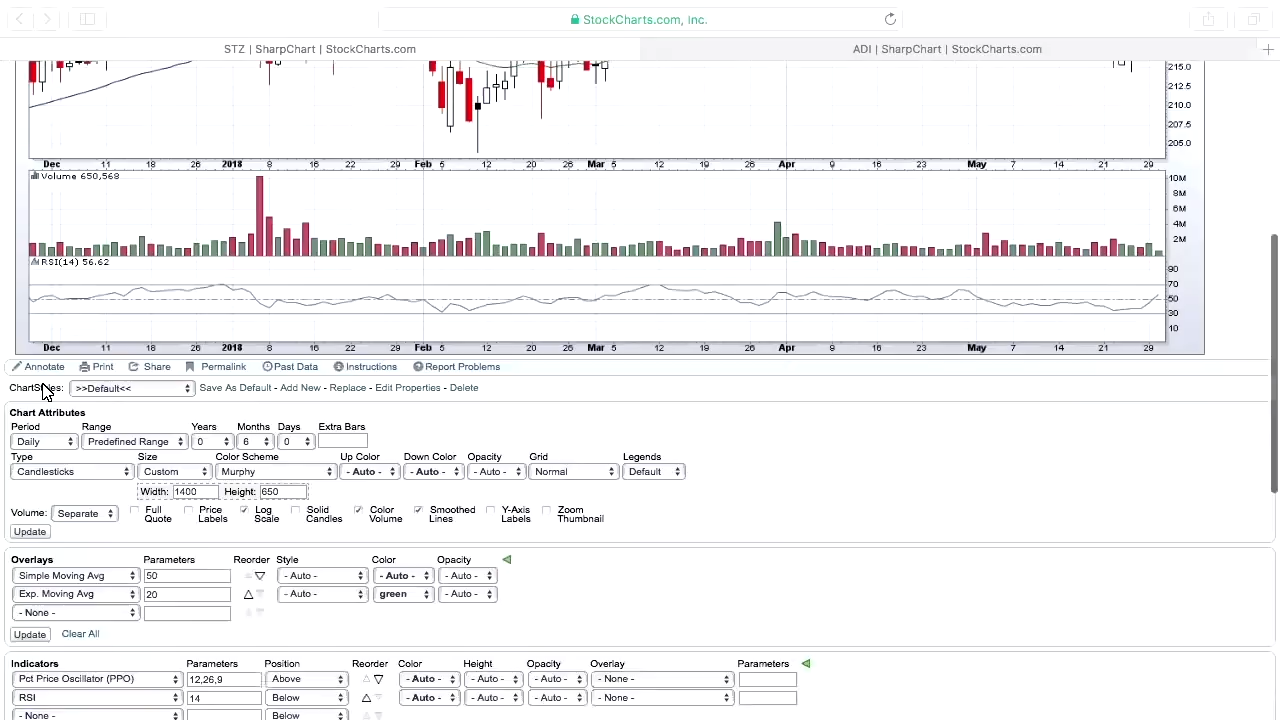 StockCharts.com, Inc.
STZ | SharpChart | StockCharts.com
ADI | SharpChart | StockCharts.com
215.0
212.5
210.0
207.5
205.0
Dec 11 18 26 2018 8 16 22 29 Feb 5 12 20 26 Mar 5 12 19 26 Apr 9 16 23 May 7 14 21 29
Volume 650,568
10M
8M
6M
4M
2M
RSI(14) 56.62
90
70
50
30
10
Dec 11 18 26 2018 8 16 22 29 Feb 5 12 20 26 Mar 5 12 19 26 Apr 9 16 23 May 7 14 21 29
Annotate Print Share Permalink Past Data Instructions Report Problems
ChartStyles: >>Default<< Save As Default - Add New - Replace - Edit Properties - Delete
Chart Attributes
Period Range Years Months Days Extra Bars
Daily Predefined Range 0 6 0
Type Size Color Scheme Up Color Down Color Opacity Grid Legends
Candlesticks Custom Murphy - Auto - - Auto - - Auto - Normal Default
Width: 1400 Height: 650
Volume: Separate Full Quote Price Labels Log Scale Solid Candles Color Volume Smoothed Lines Y-Axis Labels Zoom Thumbnail
Update
Overlays Parameters Reorder Style Color Opacity
Simple Moving Avg 50 - Auto - - Auto - - Auto -
Exp. Moving Avg 20 - Auto - green - Auto -
- None -
Update Clear All
Indicators Parameters Position Reorder Color Height Opacity Overlay Parameters
Pct Price Oscillator (PPO) 12,26,9 Above - Auto - - Auto - - Auto - - None -
RSI 14 Below - Auto - - Auto - - Auto - - None -
- None - Below